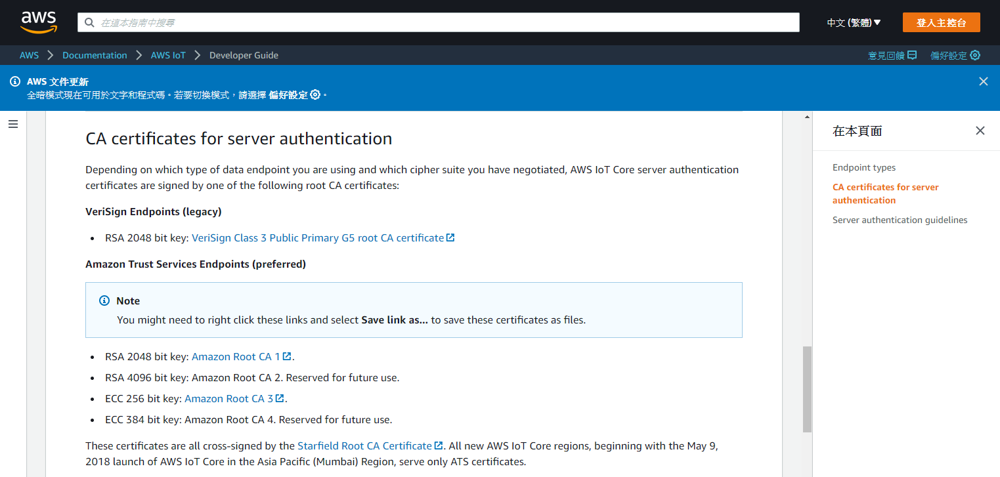 aws
在這本指南中搜尋
中文 (繁體)
登入主控台
AWS
Documentation
AWS IoT
Developer Guide
意見回饋
偏好設定
AWS 文件更新
全暗模式現在可用於文字和程式碼。若要切換模式，請選擇 偏好設定 。
CA certificates for server authentication
Depending on which type of data endpoint you are using and which cipher suite you have negotiated, AWS IoT Core server authentication
certificates are signed by one of the following root CA certificates:
VeriSign Endpoints (legacy)
• RSA 2048 bit key: VeriSign Class 3 Public Primary G5 root CA certificate
Amazon Trust Services Endpoints (preferred)
Note
You might need to right click these links and select Save link as... to save these certificates as files.
• RSA 2048 bit key: Amazon Root CA 1 .
• RSA 4096 bit key: Amazon Root CA 2. Reserved for future use.
• ECC 256 bit key: Amazon Root CA 3 .
• ECC 384 bit key: Amazon Root CA 4. Reserved for future use.
These certificates are all cross-signed by the Starfield Root CA Certificate . All new AWS IoT Core regions, beginning with the May 9,
2018 launch of AWS IoT Core in the Asia Pacific (Mumbai) Region, serve only ATS certificates.
在本頁面
Endpoint types
CA certificates for server
authentication
Server authentication guidelines